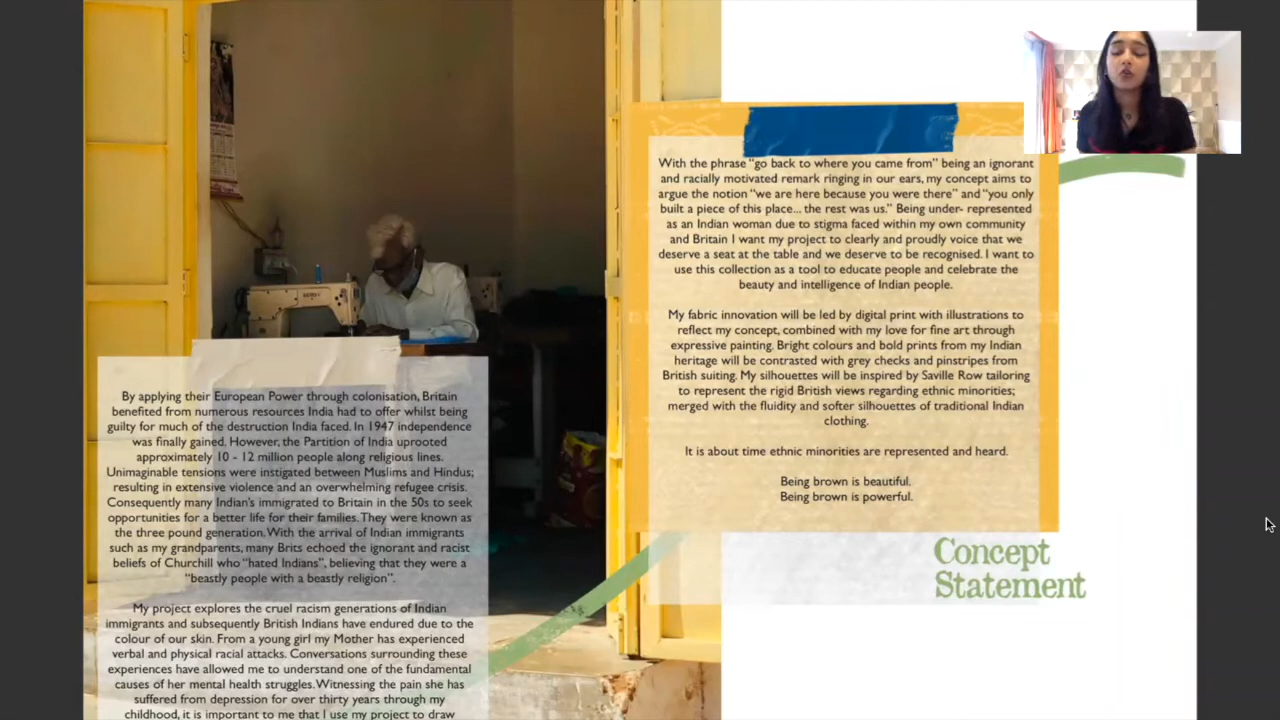 By applying their European Power through colonisation, Britain
benefited from numerous resources India had to offer whilst being
guilty for much of the destruction India faced. In 1947 independence
was finally gained. However, the Partition of India uprooted
approximately 10 - 12 million people along religious lines.
Unimaginable tensions were instigated between Muslims and Hindus;
resulting in extensive violence and an overwhelming refugee crisis.
Consequently many Indian's immigrated to Britain in the 50s to seek
opportunities for a better life for their families. They were known as
the three pound generation. With the arrival of Indian immigrants
such as my grandparents, many Brits echoed the ignorant and racist
beliefs of Churchill who “hated Indians”, believing that they were a
“beastly people with a beastly religion”.
My project explores the cruel racism generations of Indian
immigrants and subsequently British Indians have endured due to the
colour of our skin. From a young girl my Mother has experienced
verbal and physical racial attacks. Conversations surrounding these
experiences have allowed me to understand one of the fundamental
causes of her mental health struggles. Witnessing the pain she has
suffered from depression for over thirty years through my
childhood, it is important to me that I use my project to draw
With the phrase “go back to where you came from” being an ignorant
and racially motivated remark ringing in our ears, my concept aims to
argue the notion “we are here because you were there” and “you only
built a piece of this place... the rest was us.” Being under- represented
as an Indian woman due to stigma faced within my own community
and Britain I want my project to clearly and proudly voice that we
deserve a seat at the table and we deserve to be recognised. I want to
use this collection as a tool to educate people and celebrate the
beauty and intelligence of Indian people.
My fabric innovation will be led by digital print with illustrations to
reflect my concept, combined with my love for fine art through
expressive painting. Bright colours and bold prints from my Indian
heritage will be contrasted with grey checks and pinstripes from
British suiting. My silhouettes will be inspired by Saville Row tailoring
to represent the rigid British views regarding ethnic minorities;
merged with the fluidity and softer silhouettes of traditional Indian
clothing.
It is about time ethnic minorities are represented and heard.
Being brown is beautiful.
Being brown is powerful.
Concept
Statement